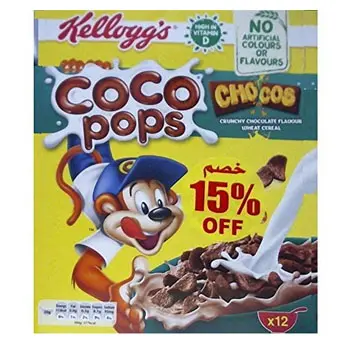 Kellogg's
HIGH IN
VITAMIN
D
NO
ARTIFICIAL
COLOURS
OR
FLAVOURS
COCO
pops
CHOCOS
CRUNCHY CHOCOLATE FLAVOUR
WHEAT CEREAL
خصم
15%
OFF
x12